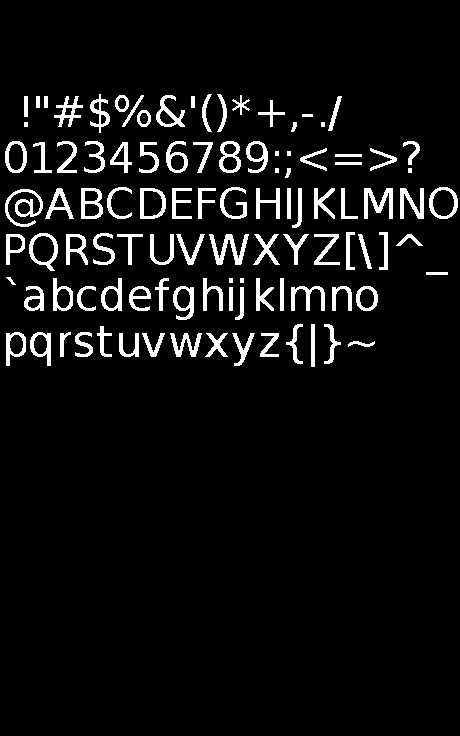 !"#$%&'()*+,-./
0123456789:;<=>?
@ABCDEFGHIJKLMNO
PQRSTUVWXYZ[\]^_
`abcdefghijklmno
pqrstuvwxyz{|}~